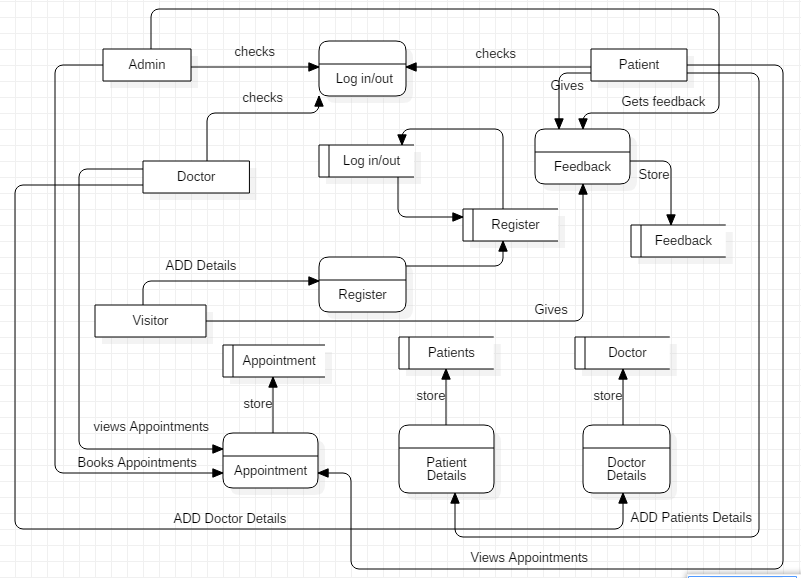 checks
checks
Admin
Patient
Log in/out
Gives
checks
Gets feedback
Log in/out
Feedback
Doctor
Store
Register
Feedback
ADD Details
Register
Visitor
Gives
Appointment
Patients
Doctor
store
store
store
views Appointments
Books Appointments
Appointment
Patient
Details
Doctor
Details
ADD Doctor Details
ADD Patients Details
Views Appointments